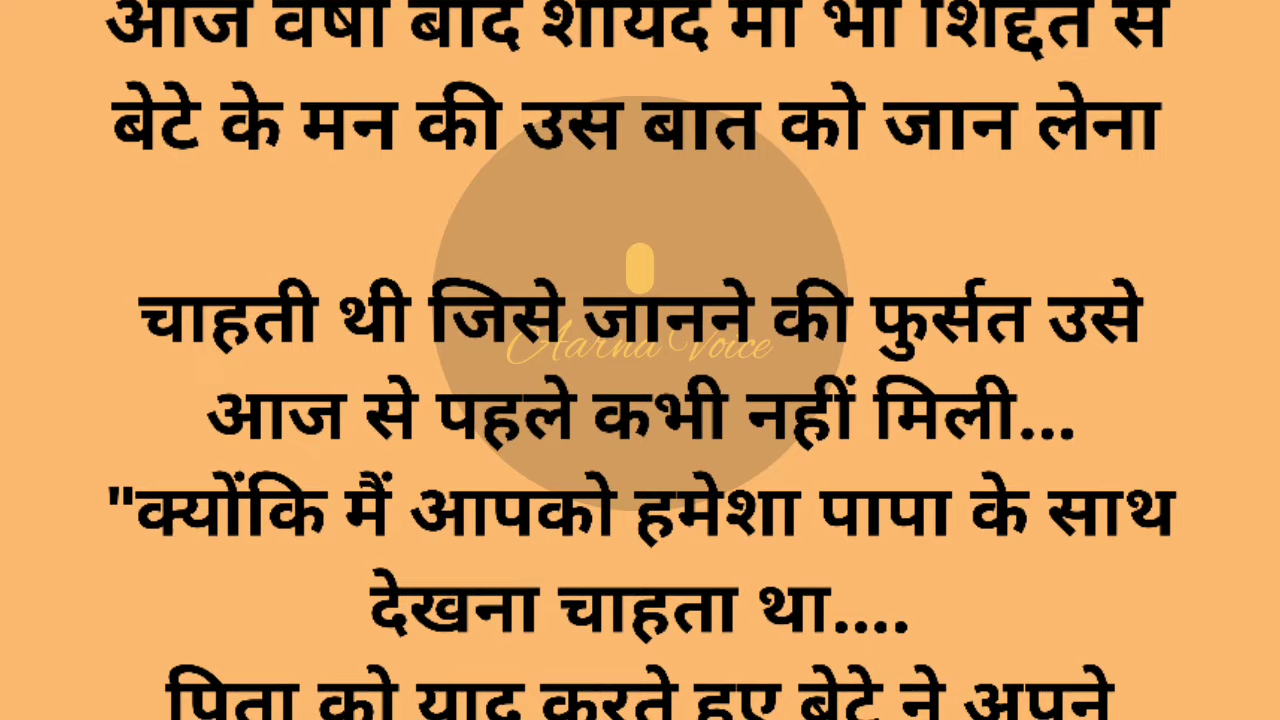 आज वर्षों बाद शायद माँ भी शिद्दत से
बेटे के मन की उस बात को जान लेना
चाहती थी जिसे जानने की फुर्सत उसे
Aarna Voice
आज से पहले कभी नहीं मिली...
"क्योंकि मैं आपको हमेशा पापा के साथ
देखना चाहता था....
पिता को याद करते हुए बेटे ने अपने